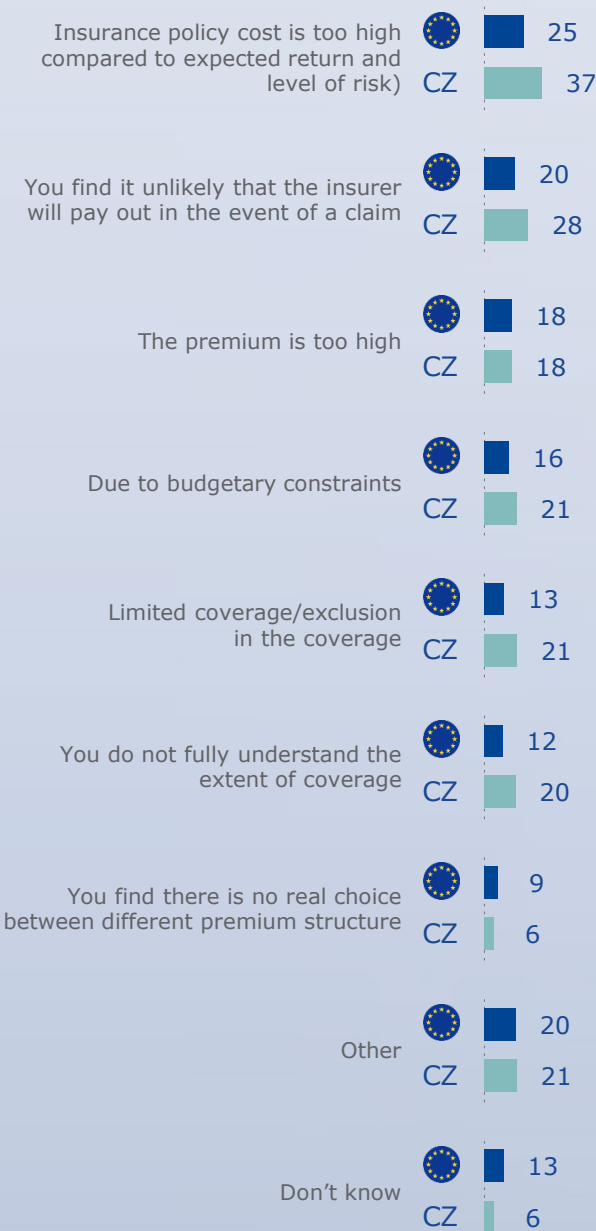 Insurance policy cost is too high
compared to expected return and
level of risk)
25
CZ 37
You find it unlikely that the insurer
will pay out in the event of a claim
20
CZ 28
The premium is too high
18
CZ 18
Due to budgetary constraints
16
CZ 21
Limited coverage/exclusion
in the coverage
13
CZ 21
You do not fully understand the
extent of coverage
12
CZ 20
You find there is no real choice
between different premium structure
9
CZ 6
Other
20
CZ 21
Don’t know
13
CZ 6